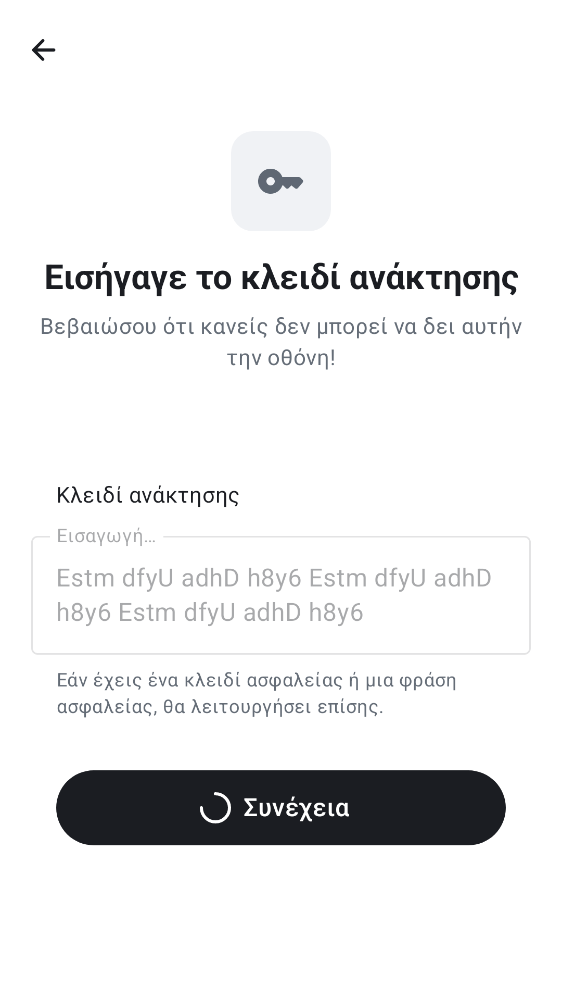 Εισήγαγε το κλειδί ανάκτησης
Βεβαιώσου ότι κανείς δεν μπορεί να δει αυτήν
την οθόνη!
Κλειδί ανάκτησης
Εισαγωγή…
Estm dfyU adhD h8y6 Estm dfyU adhD
h8y6 Estm dfyU adhD h8y6
Εάν έχεις ένα κλειδί ασφαλείας ή μια φράση
ασφαλείας, θα λειτουργήσει επίσης.
Συνέχεια